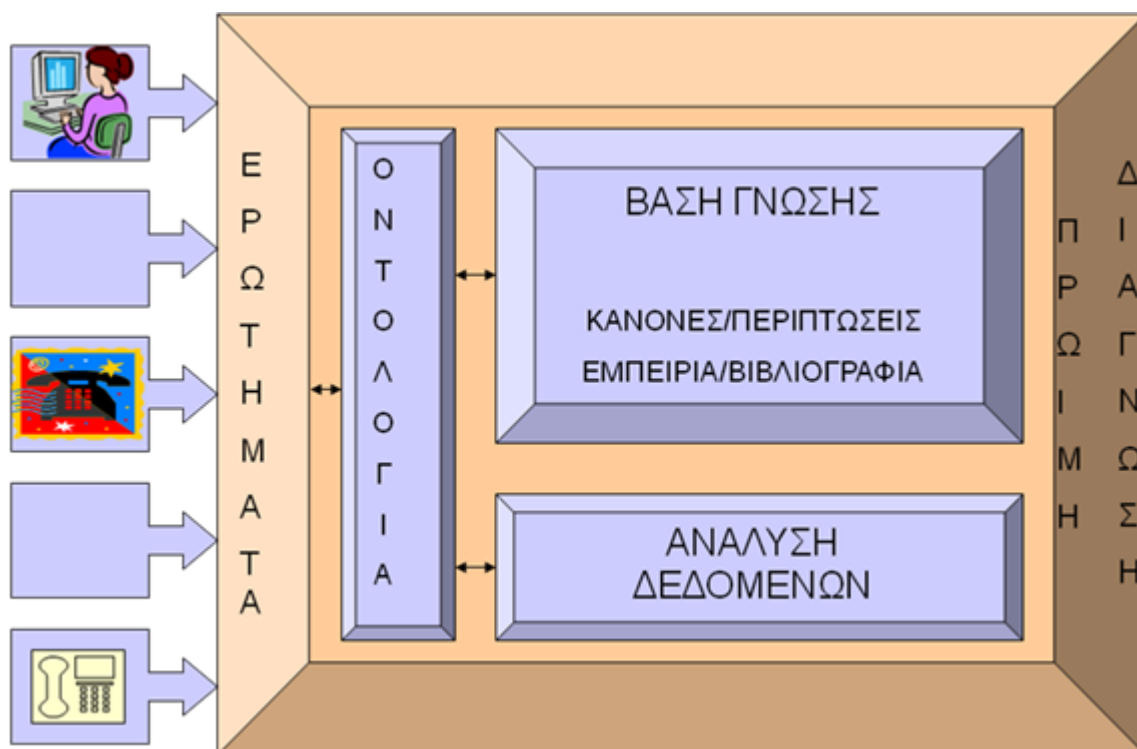 ΕΡΩΤΗΜΑΤΑ
ΟΝΤΟΛΟΓΙΑ
ΒΑΣΗ ΓΝΩΣΗΣ
ΚΑΝΟΝΕΣ/ΠΕΡΙΠΤΩΣΕΙΣ
ΕΜΠΕΙΡΙΑ/ΒΙΒΛΙΟΓΡΑΦΙΑ
ΑΝΑΛΥΣΗ
ΔΕΔΟΜΕΝΩΝ
ΠΡΩΙΜΗ
ΔΙΑΓΝΩΣΗ